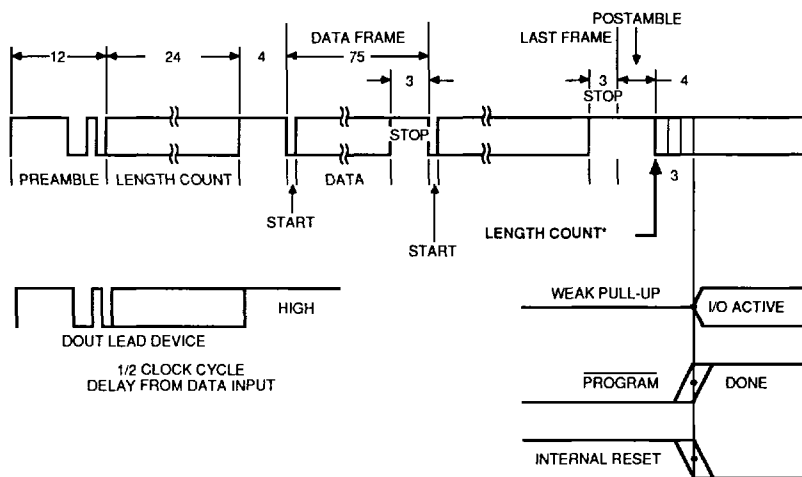 POSTAMBLE
DATA FRAME
LAST FRAME
12
24
4
75
3
3
4
STOP
STOP
PREAMBLE
LENGTH COUNT
DATA
3
START
START
LENGTH COUNT*
HIGH
DOUT LEAD DEVICE
1/2 CLOCK CYCLE
DELAY FROM DATA INPUT
WEAK PULL-UP
I/O ACTIVE
PROGRAM
DONE
INTERNAL RESET